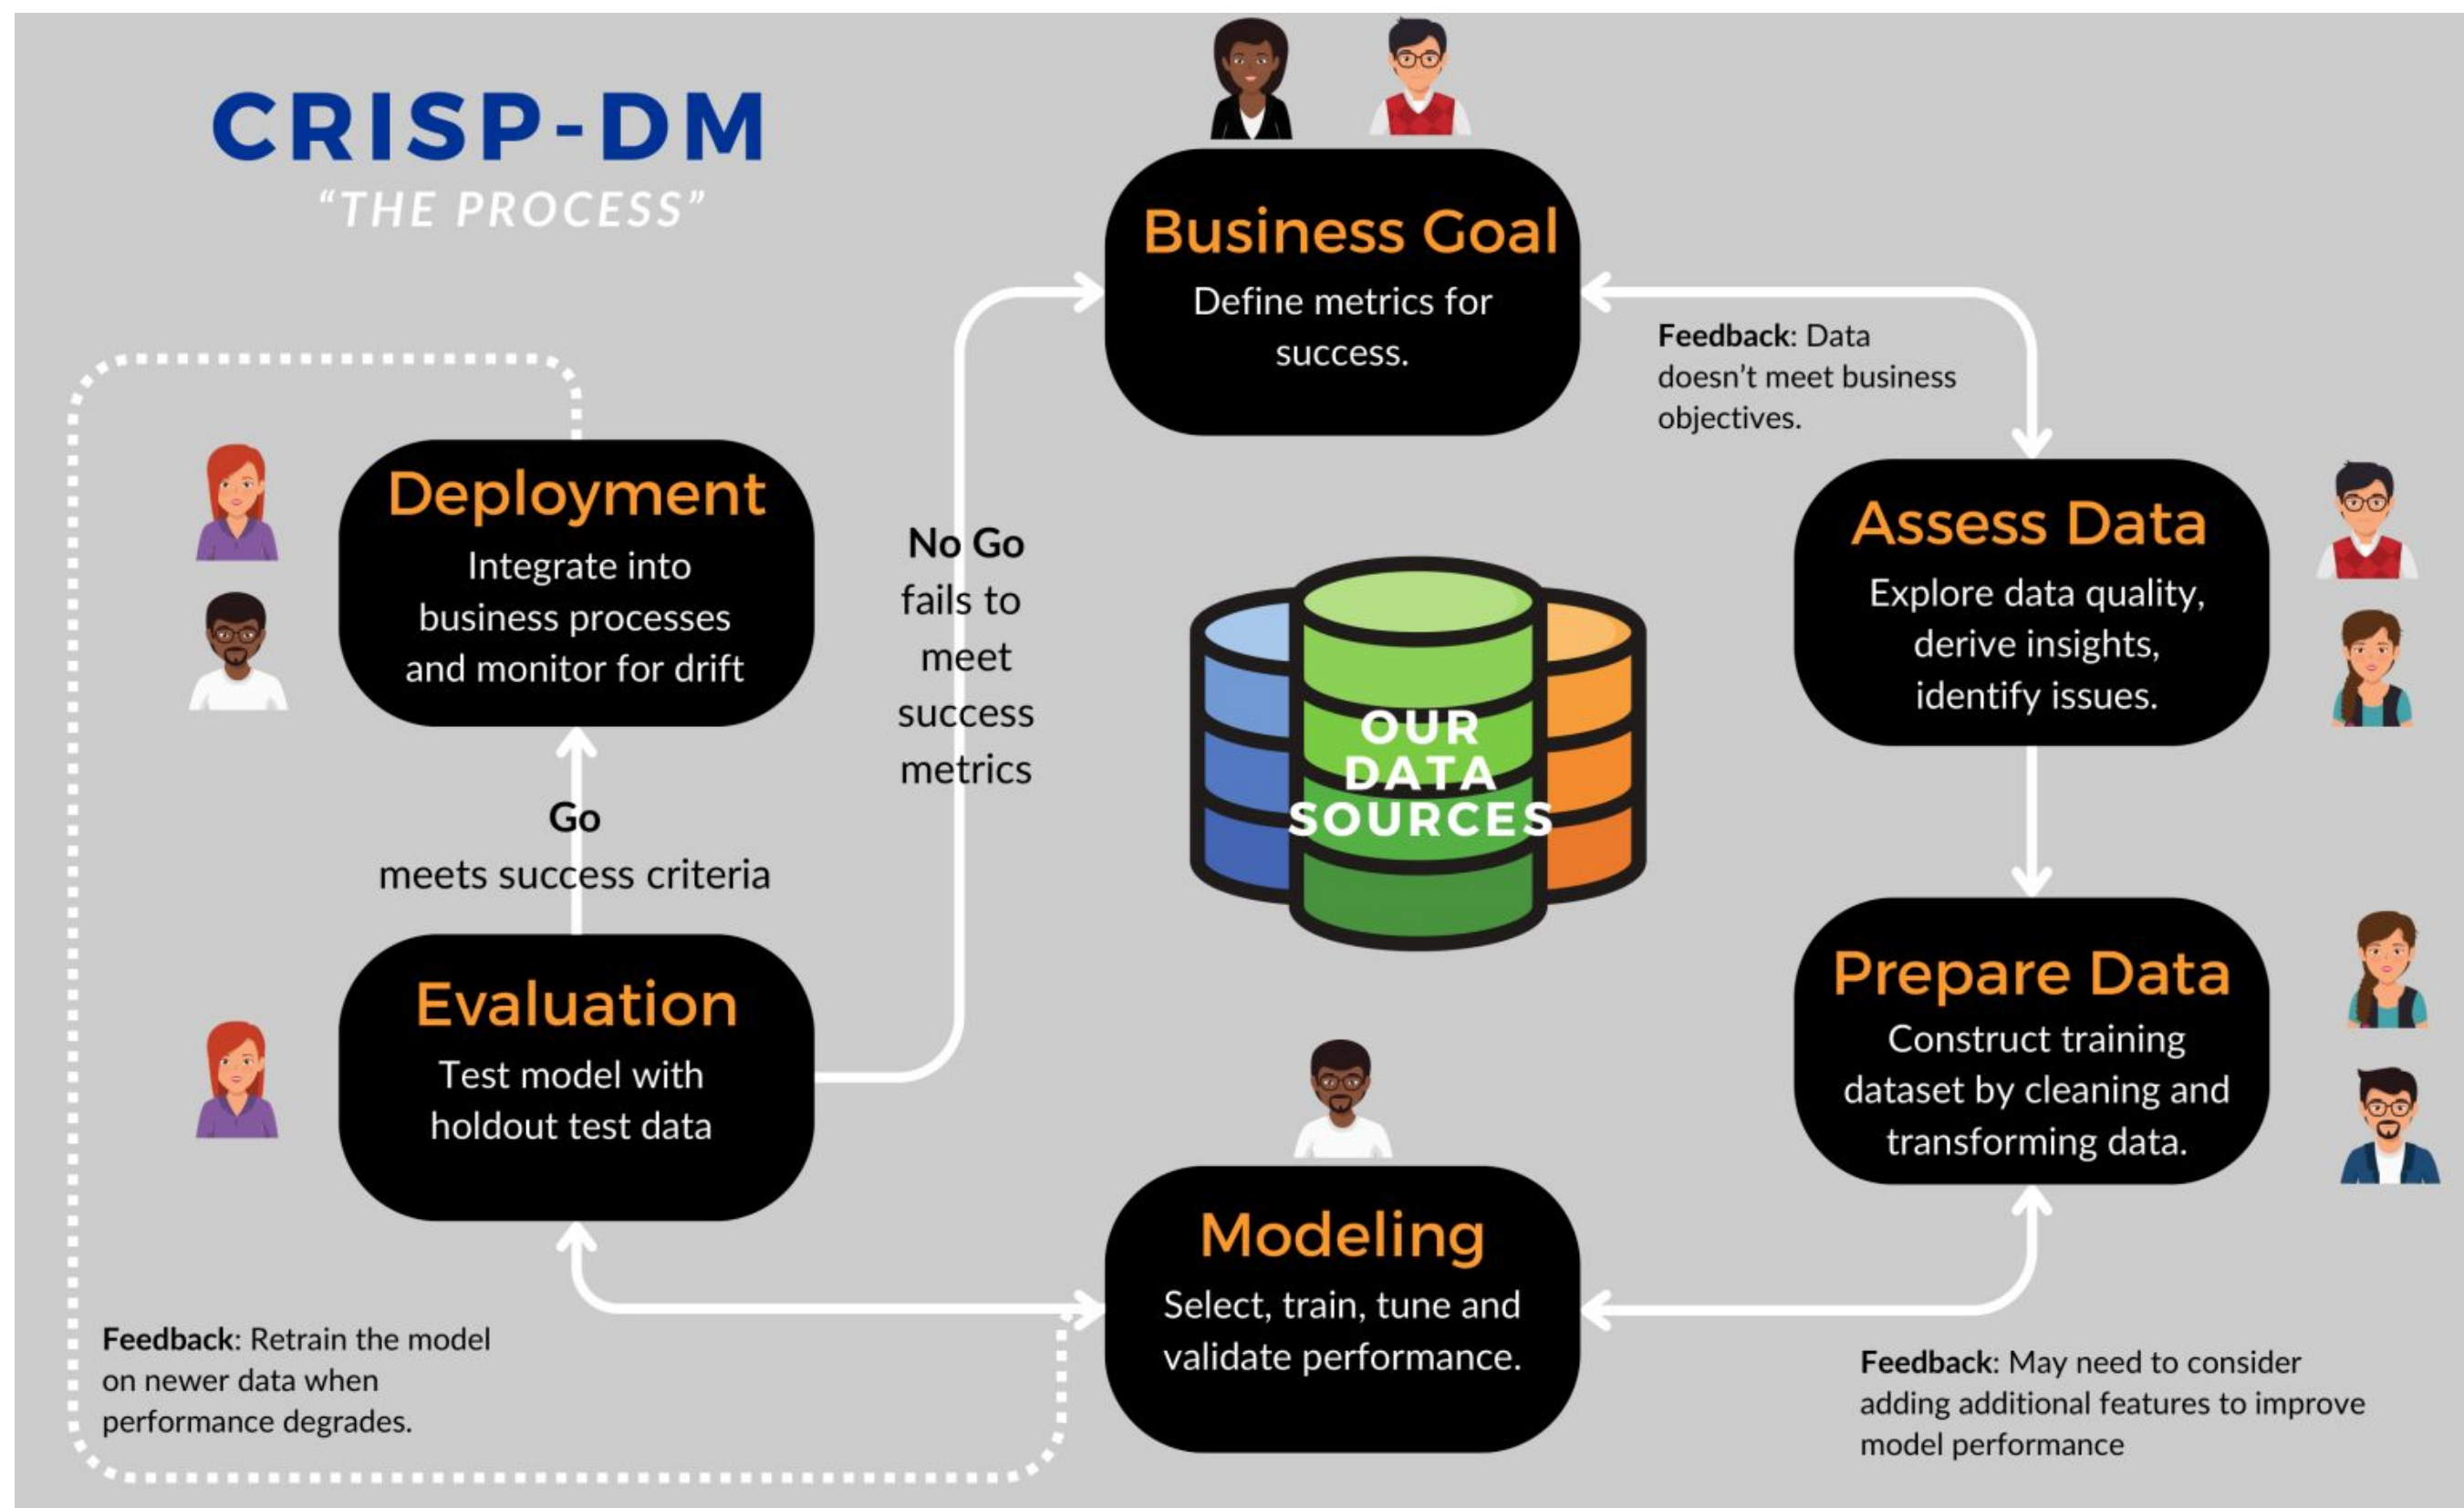 CRISP-DM
“THE PROCESS”
Business Goal
Define metrics for
success.
Feedback: Data
doesn’t meet business
objectives.
Assess Data
Explore data quality,
derive insights,
identify issues.
Prepare Data
Construct training
dataset by cleaning and
transforming data.
Feedback: May need to consider
adding additional features to improve
model performance
Modeling
Select, train, tune and
validate performance.
Evaluation
Test model with
holdout test data
Go
meets success criteria
No Go
fails to
meet
success
metrics
Deployment
Integrate into
business processes
and monitor for drift
Feedback: Retrain the model
on newer data when
performance degrades.
OUR
DATA
SOURCES